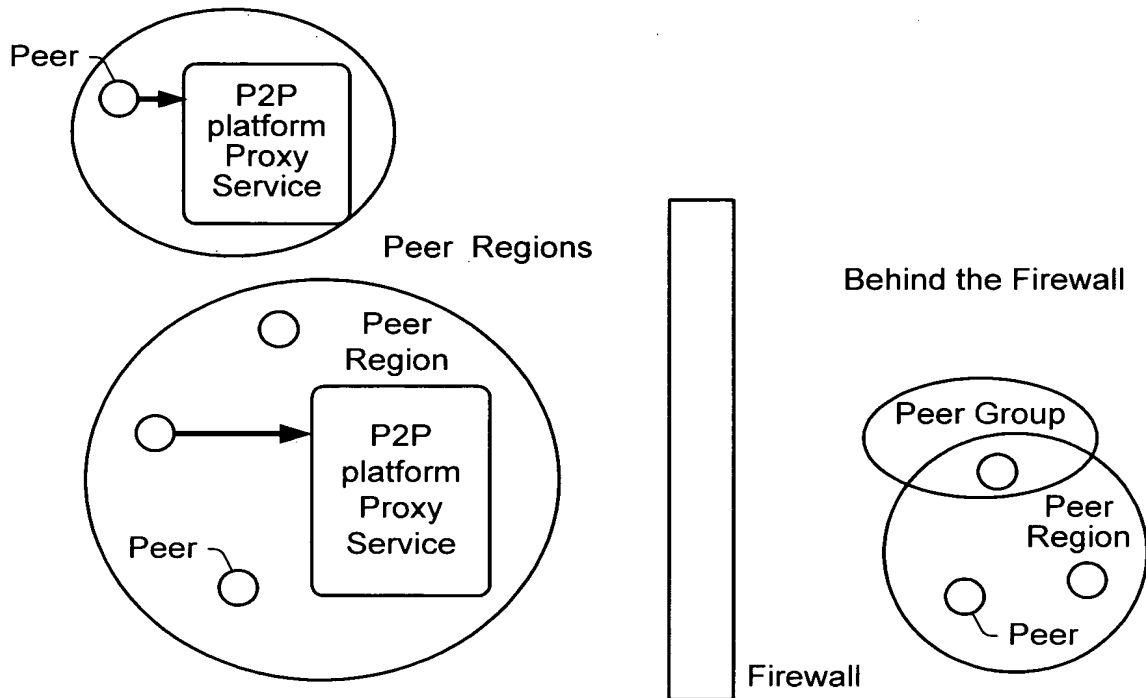 Peer
P2P
platform
Proxy
Service
Peer Regions
Behind the Firewall
Peer
Region
Peer Group
P2P
platform
Proxy
Service
Peer
Peer
Region
Peer
Firewall